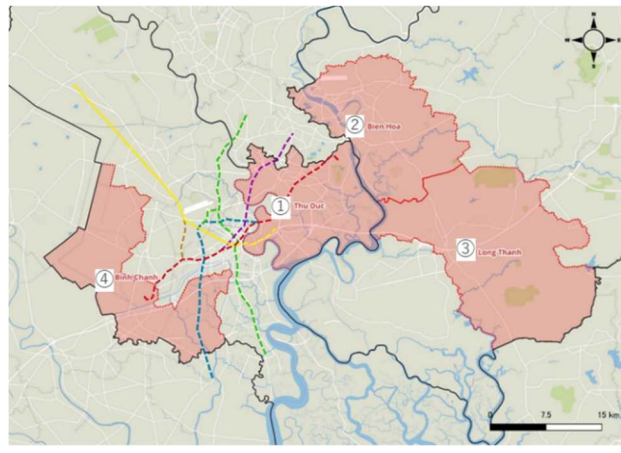 N
② Bien Hoa
① Thu Duc
③ Long Thanh
④ Binh Chanh
0 7.5 15 km